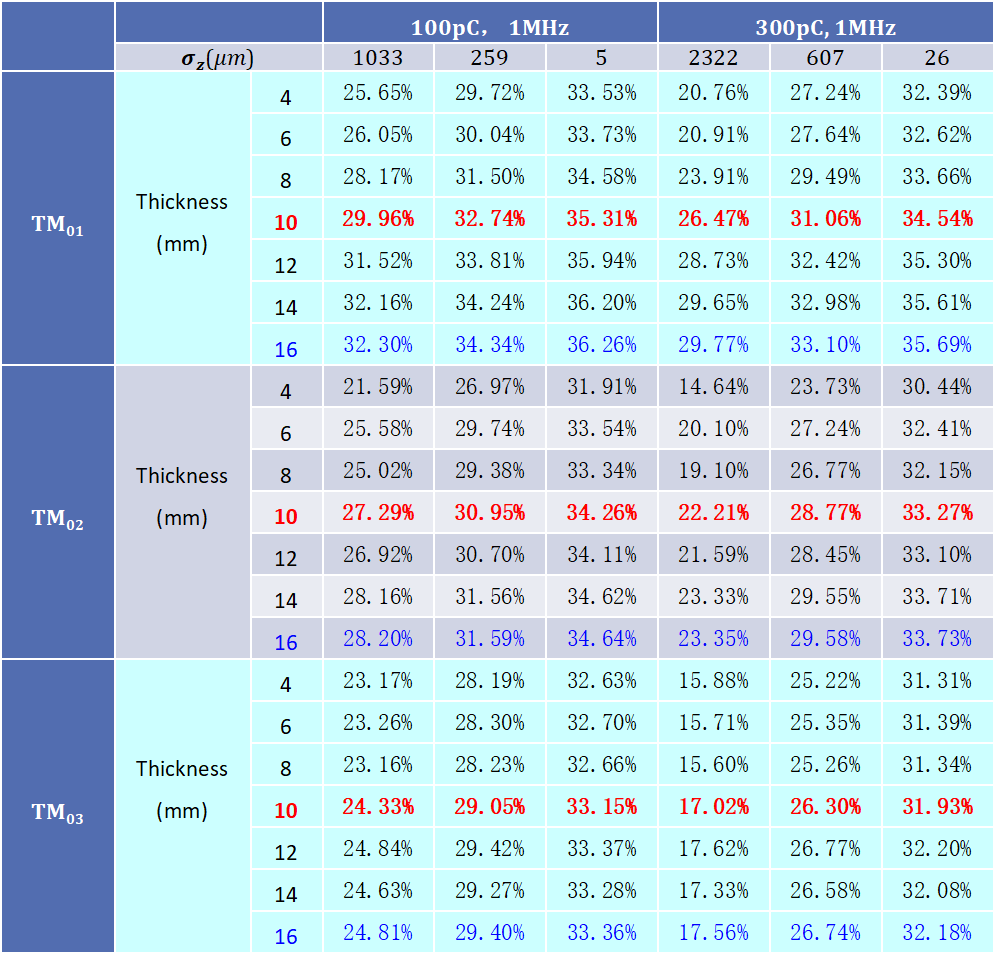 100pC， 1MHz 300pC, 1MHz
σz(μm) 1033 259 5 2322 607 26
TM01 Thickness (mm)
4 25.65% 29.72% 33.53% 20.76% 27.24% 32.39%
6 26.05% 30.04% 33.73% 20.91% 27.64% 32.62%
8 28.17% 31.50% 34.58% 23.91% 29.49% 33.66%
10 29.96% 32.74% 35.31% 26.47% 31.06% 34.54%
12 31.52% 33.81% 35.94% 28.73% 32.42% 35.30%
14 32.16% 34.24% 36.20% 29.65% 32.98% 35.61%
16 32.30% 34.34% 36.26% 29.77% 33.10% 35.69%
TM02 Thickness (mm)
4 21.59% 26.97% 31.91% 14.64% 23.73% 30.44%
6 25.58% 29.74% 33.54% 20.10% 27.24% 32.41%
8 25.02% 29.38% 33.34% 19.10% 26.77% 32.15%
10 27.29% 30.95% 34.26% 22.21% 28.77% 33.27%
12 26.92% 30.70% 34.11% 21.59% 28.45% 33.10%
14 28.16% 31.56% 34.62% 23.33% 29.55% 33.71%
16 28.20% 31.59% 34.64% 23.35% 29.58% 33.73%
TM03 Thickness (mm)
4 23.17% 28.19% 32.63% 15.88% 25.22% 31.31%
6 23.26% 28.30% 32.70% 15.71% 25.35% 31.39%
8 23.16% 28.23% 32.66% 15.60% 25.26% 31.34%
10 24.33% 29.05% 33.15% 17.02% 26.30% 31.93%
12 24.84% 29.42% 33.37% 17.62% 26.77% 32.20%
14 24.63% 29.27% 33.28% 17.33% 26.58% 32.08%
16 24.81% 29.40% 33.36% 17.56% 26.74% 32.18%